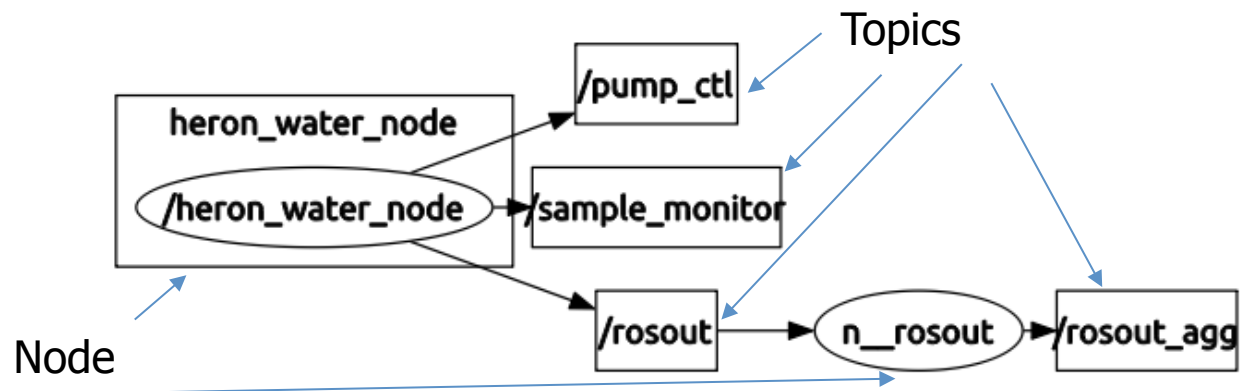 Topics
/pump_ctl
heron_water_node
/heron_water_node
/sample_monitor
/rosout
n__rosout
/rosout_agg
Node